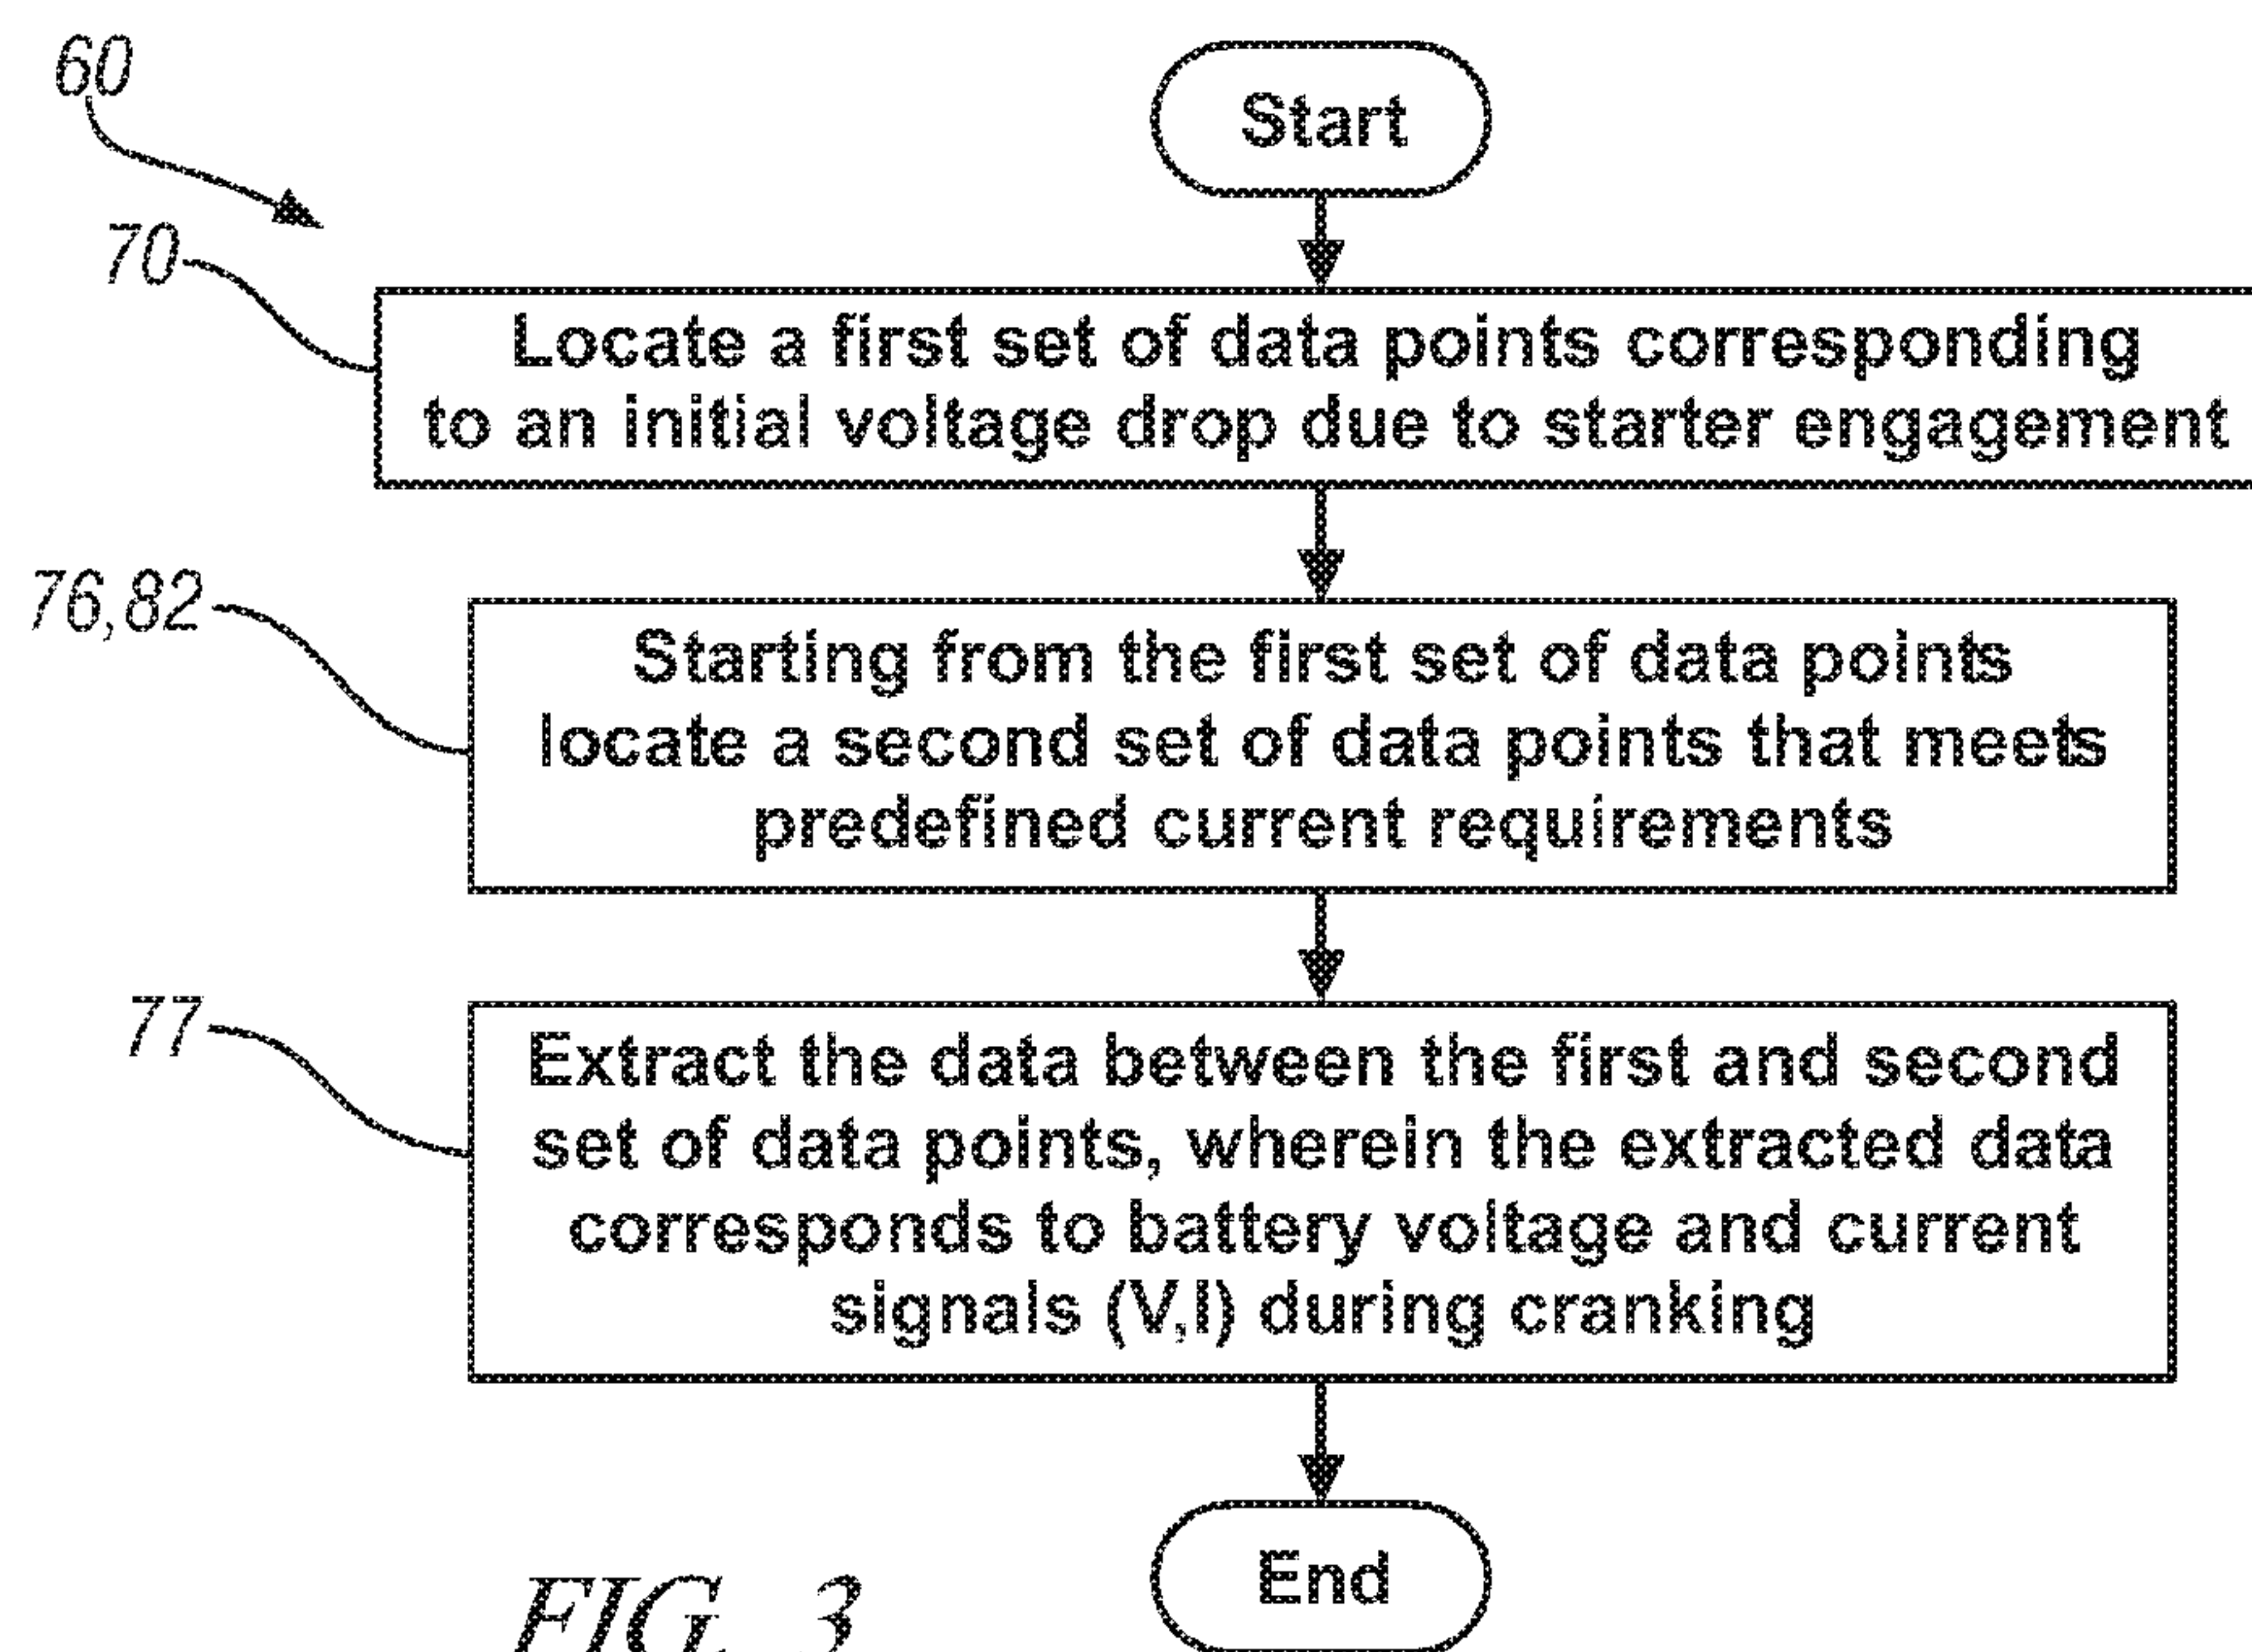 60
Start
70
Locate a first set of data points corresponding
to an initial voltage drop due to starter engagement
76,82
Starting from the first set of data points
locate a second set of data points that meets
predefined current requirements
77
Extract the data between the first and second
set of data points, wherein the extracted data
corresponds to battery voltage and current
signals (V,I) during cranking
End
FIG. 3